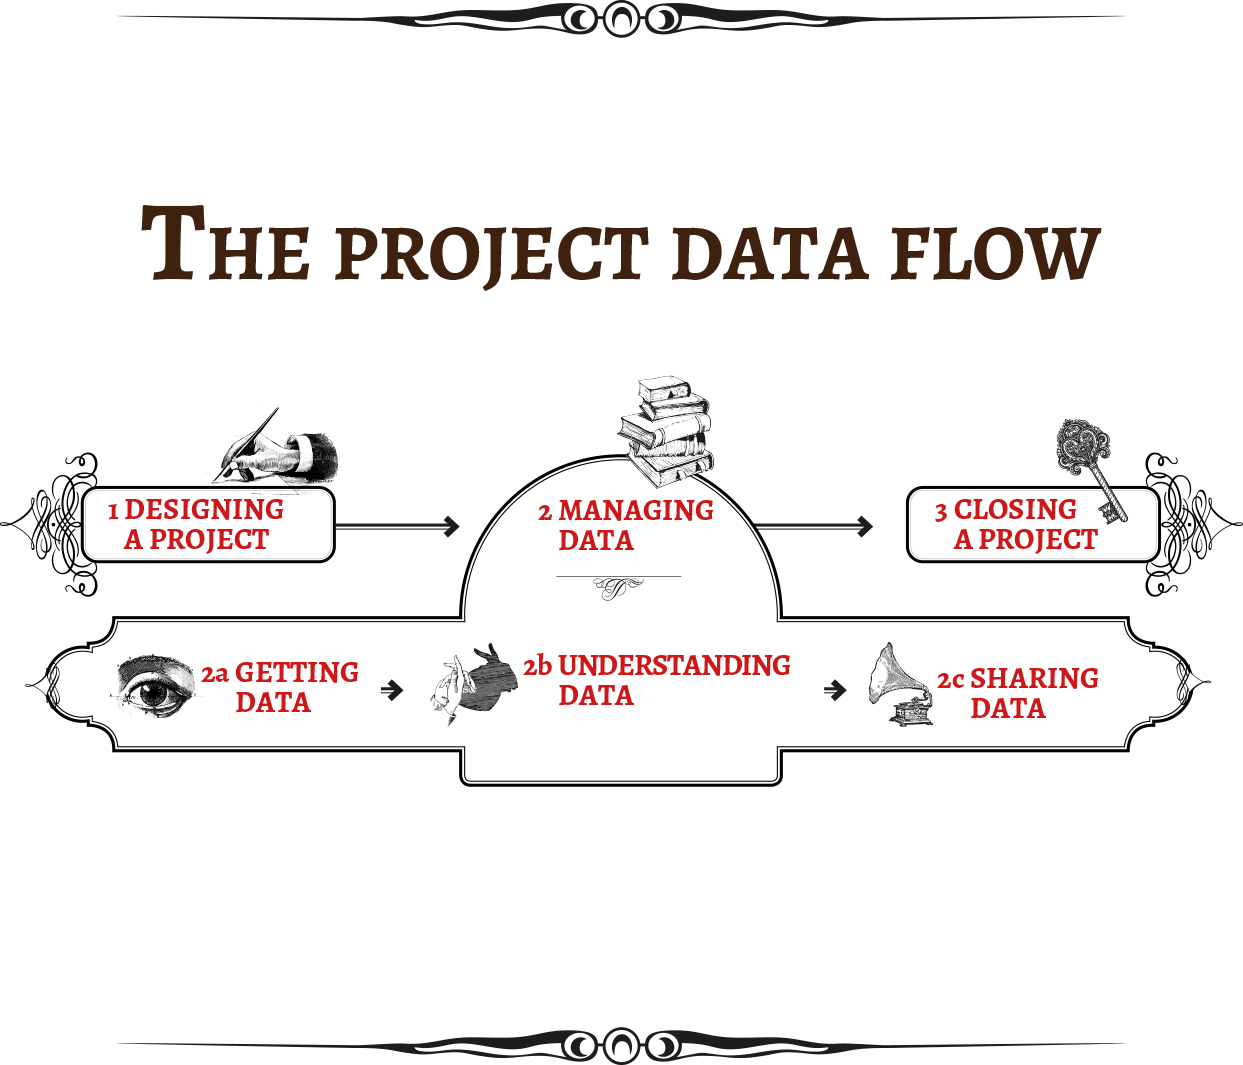 THE PROJECT DATA FLOW
1 DESIGNING
A PROJECT
2 MANAGING
DATA
3 CLOSING
A PROJECT
2a GETTING
DATA
2b UNDERSTANDING
DATA
2c SHARING
DATA